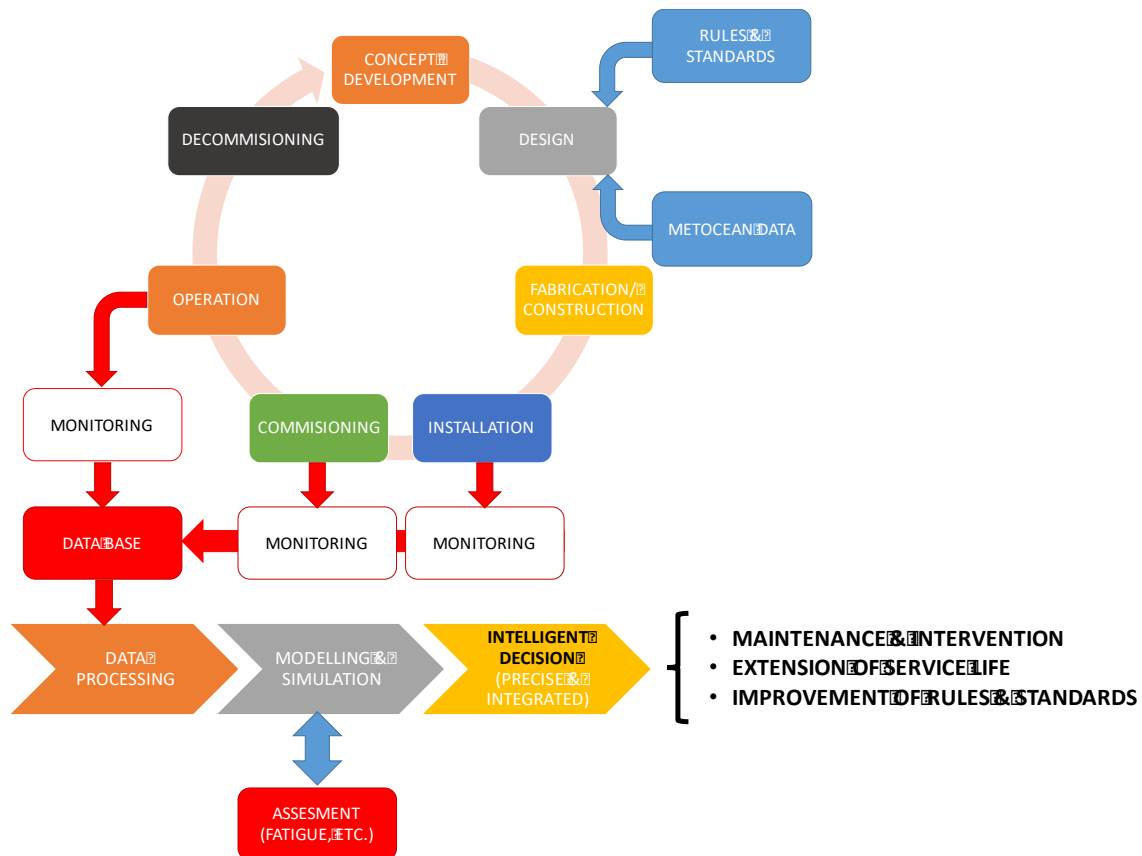 CONCEPT
DEVELOPMENT
RULES &
STANDARDS
DECOMMISIONING
DESIGN
METOCEAN DATA
OPERATION
FABRICATION/
CONSTRUCTION
MONITORING
COMMISIONING
INSTALLATION
DATA BASE
MONITORING
MONITORING
DATA
PROCESSING
MODELLING &
SIMULATION
INTELLIGENT
DECISION
(PRECISE &
INTEGRATED)
• MAINTENANCE & INTERVENTION
• EXTENSION OF SERVICE LIFE
• IMPROVEMENT OF RULES & STANDARDS
ASSESMENT
(FATIGUE, ETC.)